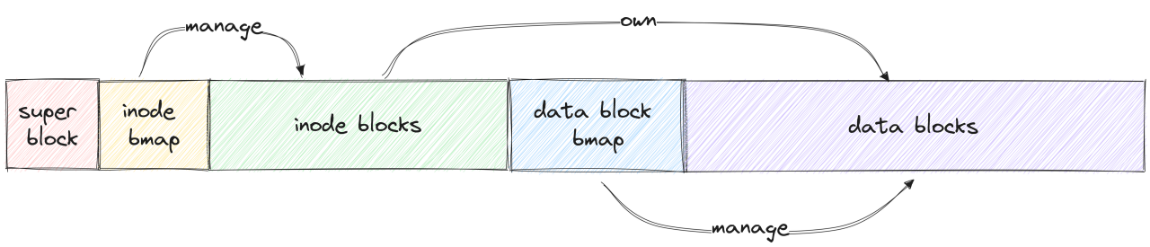 own
manage
super
block
inode
bmap
inode blocks
data block
bmap
data blocks
manage